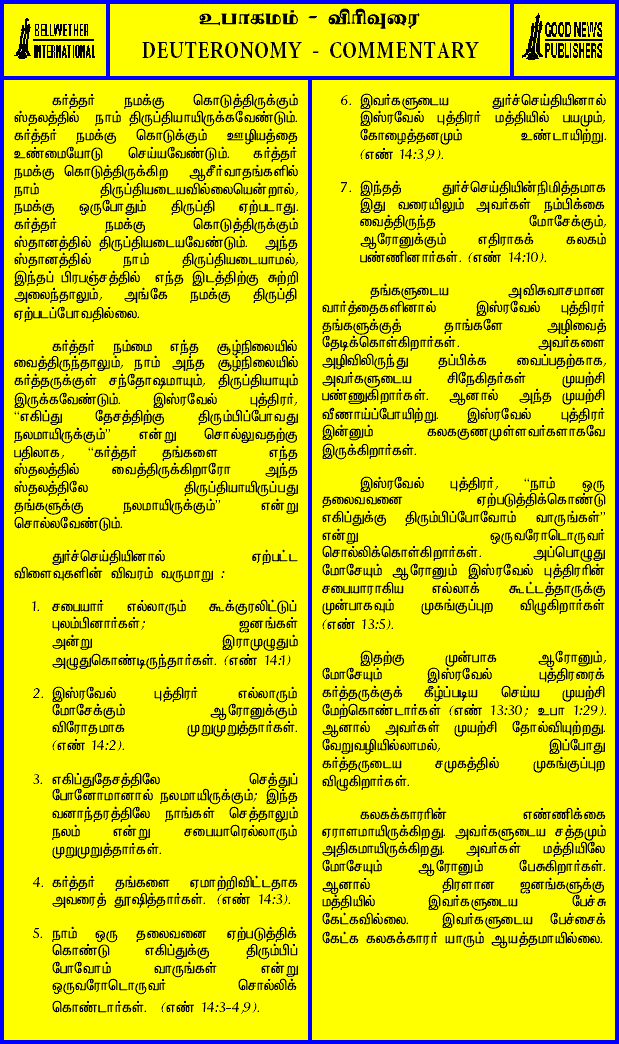 BELLWETHER
INTERNATIONAL
உபாகமம் - விரிவுரை
DEUTERONOMY - COMMENTARY
GOOD NEWS
PUBLISHERS
கர்த்தர் நமக்கு கொடுத்திருக்கும்
ஸ்தலத்தில் நாம் திருப்தியாயிருக்கவேண்டும்.
கர்த்தர் நமக்கு கொடுக்கும் ஊழியத்தை
உண்மையோடு செய்யவேண்டும். கர்த்தர்
நமக்கு கொடுத்திருக்கிற ஆசீர்வாதங்களில்
நாம் திருப்தியடையவில்லையென்றால்,
நமக்கு ஒருபோதும் திருப்தி ஏற்படாது.
கர்த்தர் நமக்கு கொடுத்திருக்கும்
ஸ்தானத்தில் திருப்தியடையவேண்டும். அந்த
ஸ்தானத்தில் நாம் திருப்தியடையாமல்,
இந்தப் பிரபஞ்சத்தில் எந்த இடத்திற்கு சுற்றி
அலைந்தாலும், அங்கே நமக்கு திருப்தி
ஏற்படப்போவதில்லை.
கர்த்தர் நம்மை எந்த சூழ்நிலையில்
வைத்திருந்தாலும், நாம் அந்த சூழ்நிலையில்
கர்த்தருக்குள் சந்தோஷமாயும், திருப்தியாயும்
இருக்கவேண்டும். இஸ்ரவேல் புத்திரர்,
“எகிப்து தேசத்திற்கு திரும்பிப்போவது
நலமாயிருக்கும்” என்று சொல்லுவதற்கு
பதிலாக, “கர்த்தர் தங்களை எந்த
ஸ்தலத்தில் வைத்திருக்கிறாரோ அந்த
ஸ்தலத்திலே திருப்தியாயிருப்பது
தங்களுக்கு நலமாயிருக்கும்” என்று
சொல்லவேண்டும்.
துர்ச்செய்தியினால் ஏற்பட்ட
விளைவுகளின் விவரம் வருமாறு :
1. சபையார் எல்லாரும் கூக்குரலிட்டுப்
புலம்பினார்கள்; ஜனங்கள்
அன்று இராமுழுதும்
அழுதுகொண்டிருந்தார்கள். (எண் 14:1)
2. இஸ்ரவேல் புத்திரர் எல்லாரும்
மோசேக்கும் ஆரோனுக்கும்
விரோதமாக முறுமுறுத்தார்கள்.
(எண் 14:2).
3. எகிப்துதேசத்திலே செத்துப்
போனோமானால் நலமாயிருக்கும்; இந்த
வனாந்தரத்திலே நாங்கள் செத்தாலும்
நலம் என்று சபையாரெல்லாரும்
முறுமுறுத்தார்கள்.
4. கர்த்தர் தங்களை ஏமாற்றிவிட்டதாக
அவரைத் தூஷித்தார்கள். (எண் 14:3).
5. நாம் ஒரு தலைவனை ஏற்படுத்திக்
கொண்டு எகிப்துக்கு திரும்பிப்
போவோம் வாருங்கள் என்று
ஒருவரோடொருவர் சொல்லிக்
கொண்டார்கள். (எண் 14:3-4,9).
6. இவர்களுடைய துர்ச்செய்தியினால்
இஸ்ரவேல் புத்திரர் மத்தியில் பயமும்,
கோழைத்தனமும் உண்டாயிற்று.
(எண் 14:3,9).
7. இந்தத் துர்ச்செய்தியின்நிமித்தமாக
இது வரையிலும் அவர்கள் நம்பிக்கை
வைத்திருந்த மோசேக்கும்,
ஆரோனுக்கும் எதிராகக் கலகம்
பண்ணினார்கள். (எண் 14:10).
தங்களுடைய அவிசுவாசமான
வார்த்தைகளினால் இஸ்ரவேல் புத்திரர்
தங்களுக்குத் தாங்களே அழிவைத்
தேடிக்கொள்கிறார்கள். அவர்களை
அழிவிலிருந்து தப்பிக்க வைப்பதற்காக,
அவர்களுடைய சிநேகிதர்கள் முயற்சி
பண்ணுகிறார்கள். ஆனால் அந்த முயற்சி
வீணாய்ப்போயிற்று. இஸ்ரவேல் புத்திரர்
இன்னும் கலககுணமுள்ளவர்களாகவே
இருக்கிறார்கள்.
இஸ்ரவேல் புத்திரர், “நாம் ஒரு
தலைவவனை ஏற்படுத்திக்கொண்டு
எகிப்துக்கு திரும்பிப்போவோம் வாருங்கள்”
என்று ஒருவரோடொருவர்
சொல்லிக்கொள்கிறார்கள். அப்பொழுது
மோசேயும் ஆரோனும் இஸ்ரவேல் புத்திரரின்
சபையாராகிய எல்லாக் கூட்டத்தாருக்கு
முன்பாகவும் முகங்குப்புற விழுகிறார்கள்
(எண் 13:5).
இதற்கு முன்பாக ஆரோனும்,
மோசேயும் இஸ்ரவேல் புத்திரரைக்
கர்த்தருக்குக் கீழ்ப்படிய செய்ய முயற்சி
மேற்கொண்டார்கள் (எண் 13:30; உபா 1:29).
ஆனால் அவர்கள் முயற்சி தோல்வியுற்றது.
வேறுவழியில்லாமல், இப்போது
கர்த்தருடைய சமுகத்தில் முகங்குப்புற
விழுகிறார்கள்.
கலகக்காரரின் எண்ணிக்கை
ஏராளமாயிருக்கிறது. அவர்களுடைய சத்தமும்
அதிகமாயிருக்கிறது. அவர்கள் மத்தியிலே
மோசேயும் ஆரோனும் பேசுகிறார்கள்.
ஆனால் திரளான ஜனங்களுக்கு
மத்தியில் இவர்களுடைய பேச்சு
கேட்கவில்லை. இவர்களுடைய பேச்சைக்
கேட்க கலகக்காரர் யாரும் ஆயத்தமாயில்லை.